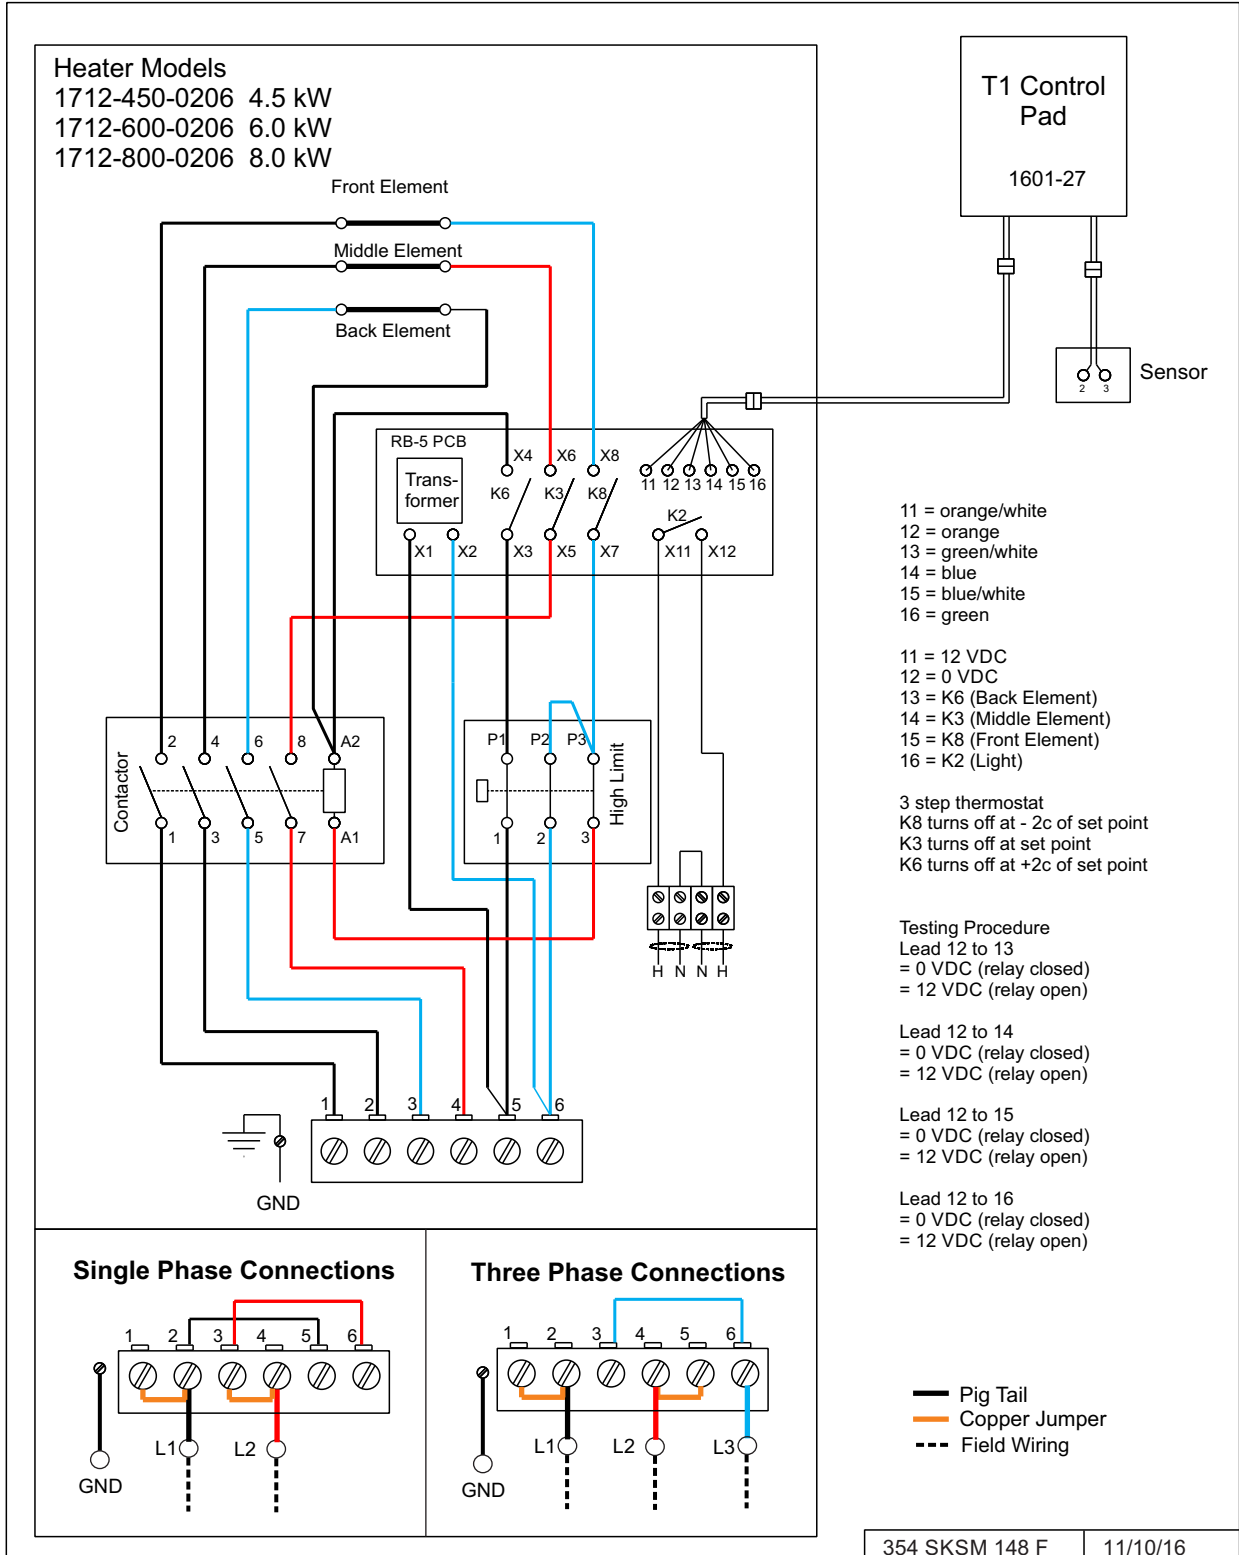 Heater Models
1712-450-0206 4.5 kW
1712-600-0206 6.0 kW
1712-800-0206 8.0 kW
T1 Control
Pad
1601-27
Front Element
Middle Element
Back Element
Sensor
2 3
RB-5 PCB
Trans-
former
X4 X6 X8
K6 K3 K8
11 12 13 14 15 16
K2
X1 X2 X3 X5 X7 X11 X12
11 = orange/white
12 = orange
13 = green/white
14 = blue
15 = blue/white
16 = green
11 = 12 VDC
12 = 0 VDC
13 = K6 (Back Element)
14 = K3 (Middle Element)
15 = K8 (Front Element)
16 = K2 (Light)
3 step thermostat
K8 turns off at - 2c of set point
K3 turns off at set point
K6 turns off at +2c of set point
Contactor
2 4 6 8 A2
1 3 5 7 A1
P1 P2 P3
1 2 3
High Limit
H N N H
Testing Procedure
Lead 12 to 13
= 0 VDC (relay closed)
= 12 VDC (relay open)
Lead 12 to 14
= 0 VDC (relay closed)
= 12 VDC (relay open)
Lead 12 to 15
= 0 VDC (relay closed)
= 12 VDC (relay open)
Lead 12 to 16
= 0 VDC (relay closed)
= 12 VDC (relay open)
1 2 3 4 5 6
GND
Single Phase Connections
1 2 3 4 5 6
L1 L2
GND
Three Phase Connections
1 2 3 4 5 6
L1 L2 L3
GND
Pig Tail
Copper Jumper
Field Wiring
354 SKSM 148 F 11/10/16